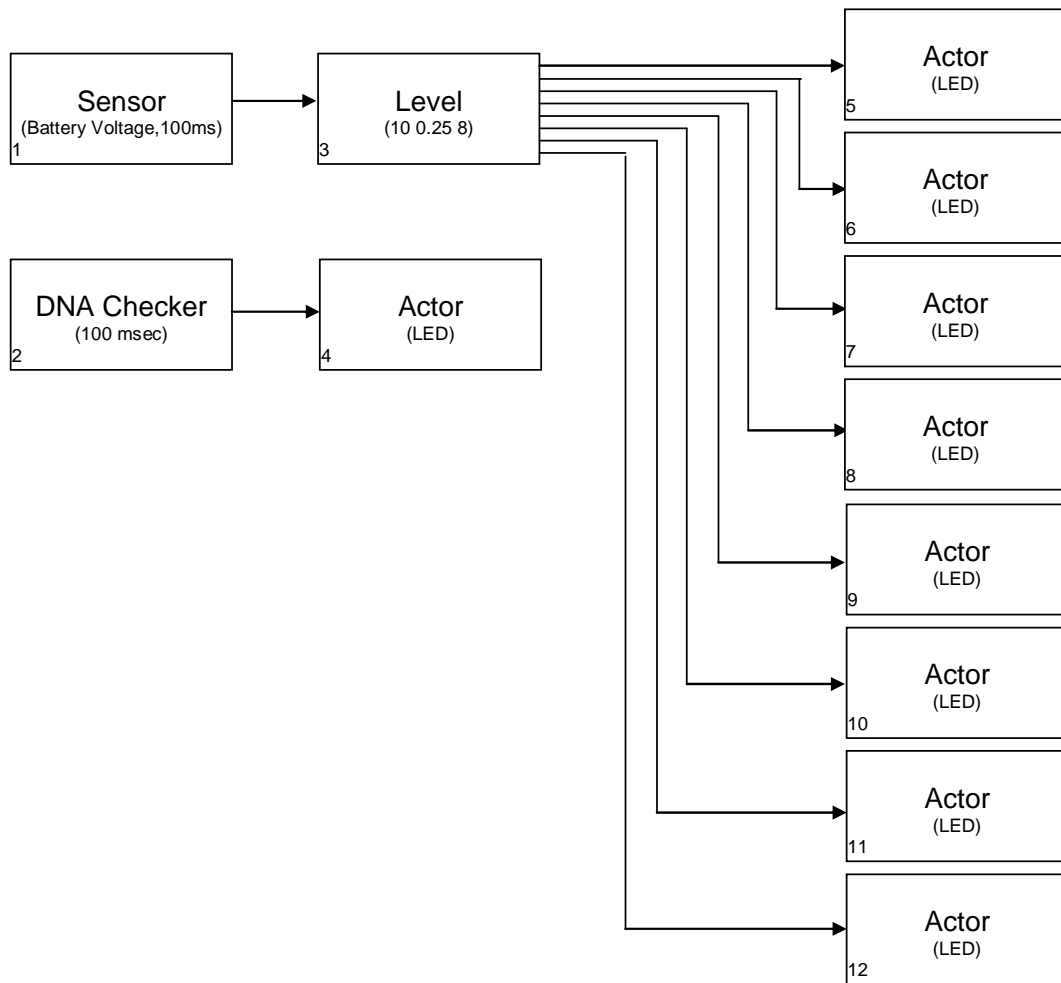 Sensor
(Battery Voltage,100ms)
1
Level
(10 0.25 8)
3
DNA Checker
(100 msec)
2
Actor
(LED)
4
Actor
(LED)
5
Actor
(LED)
6
Actor
(LED)
7
Actor
(LED)
8
Actor
(LED)
9
Actor
(LED)
10
Actor
(LED)
11
Actor
(LED)
12